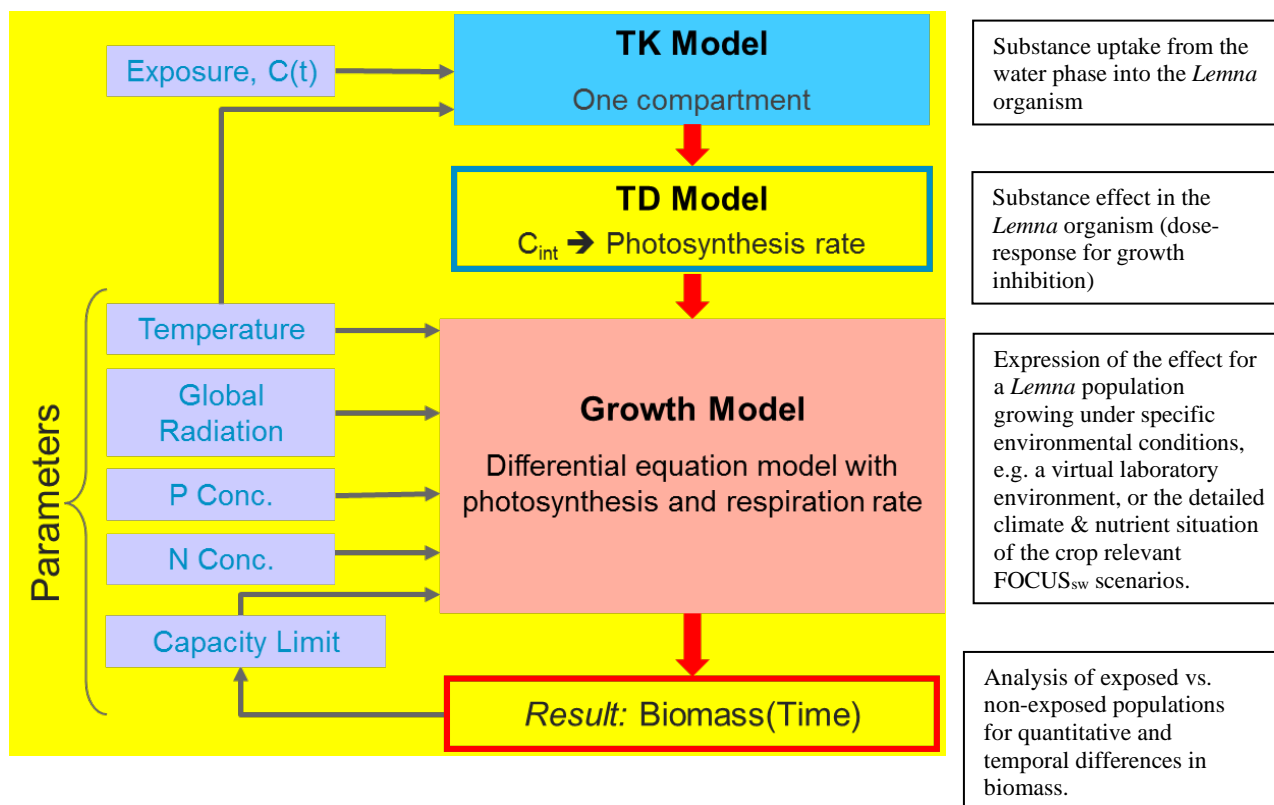 TK Model
One compartment
Exposure, C(t)
Substance uptake from the
water phase into the Lemna
organism
TD Model
Cint ➔ Photosynthesis rate
Substance effect in the
Lemna organism (dose-
response for growth
inhibition)
Parameters
Temperature
Global
Radiation
P Conc.
N Conc.
Capacity Limit
Growth Model
Differential equation model with
photosynthesis and respiration rate
Expression of the effect for
a Lemna population
growing under specific
environmental conditions,
e.g. a virtual laboratory
environment, or the detailed
climate & nutrient situation
of the crop relevant
FOCUSsw scenarios.
Result: Biomass(Time)
Analysis of exposed vs.
non-exposed populations
for quantitative and
temporal differences in
biomass.